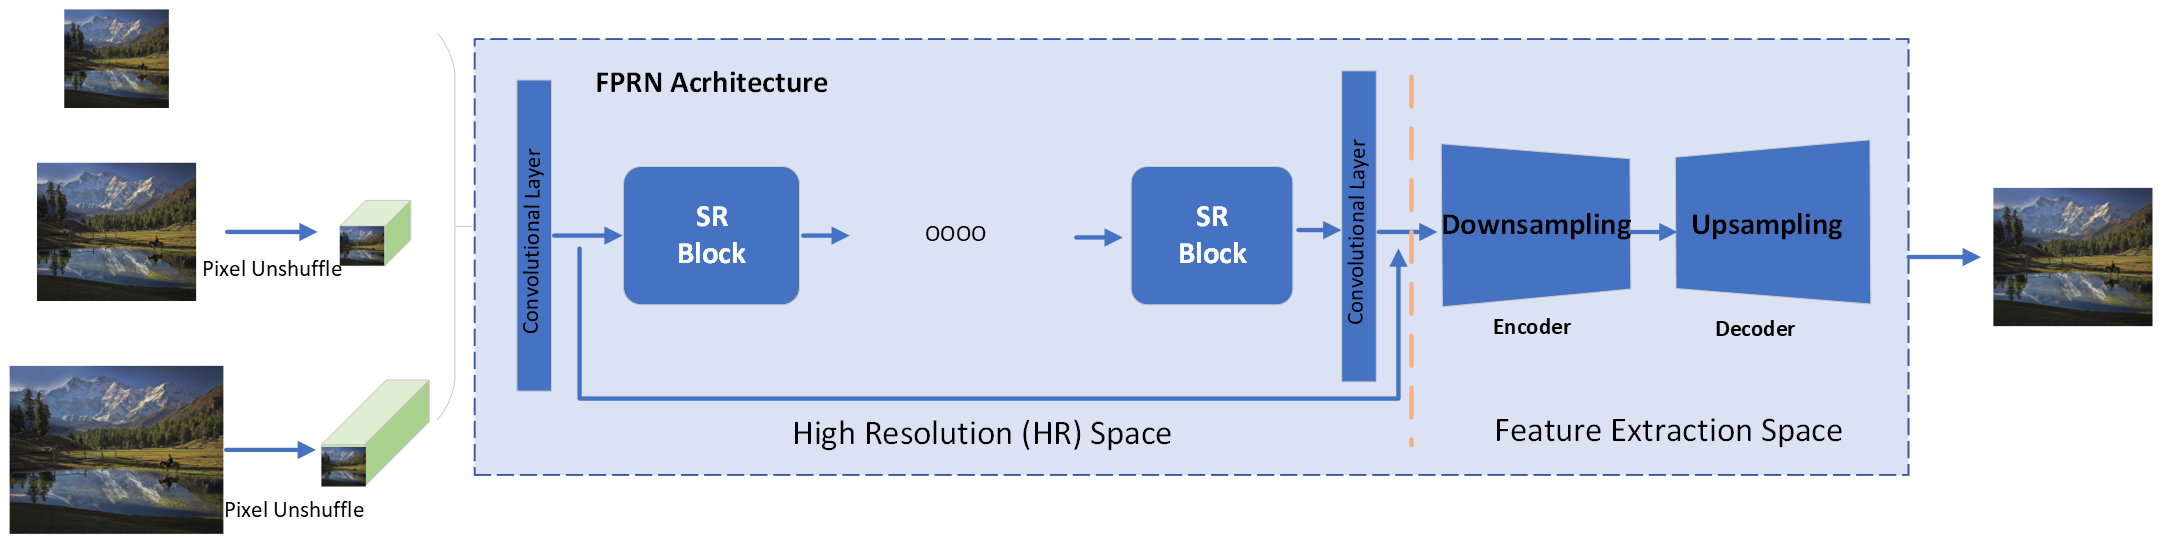 FPRN Acrhitecture
Pixel Unshuffle
Pixel Unshuffle
Convolutional Layer
SR
Block
oooo
SR
Block
Convolutional Layer
High Resolution (HR) Space
Downsampling
Encoder
Upsampling
Decoder
Feature Extraction Space